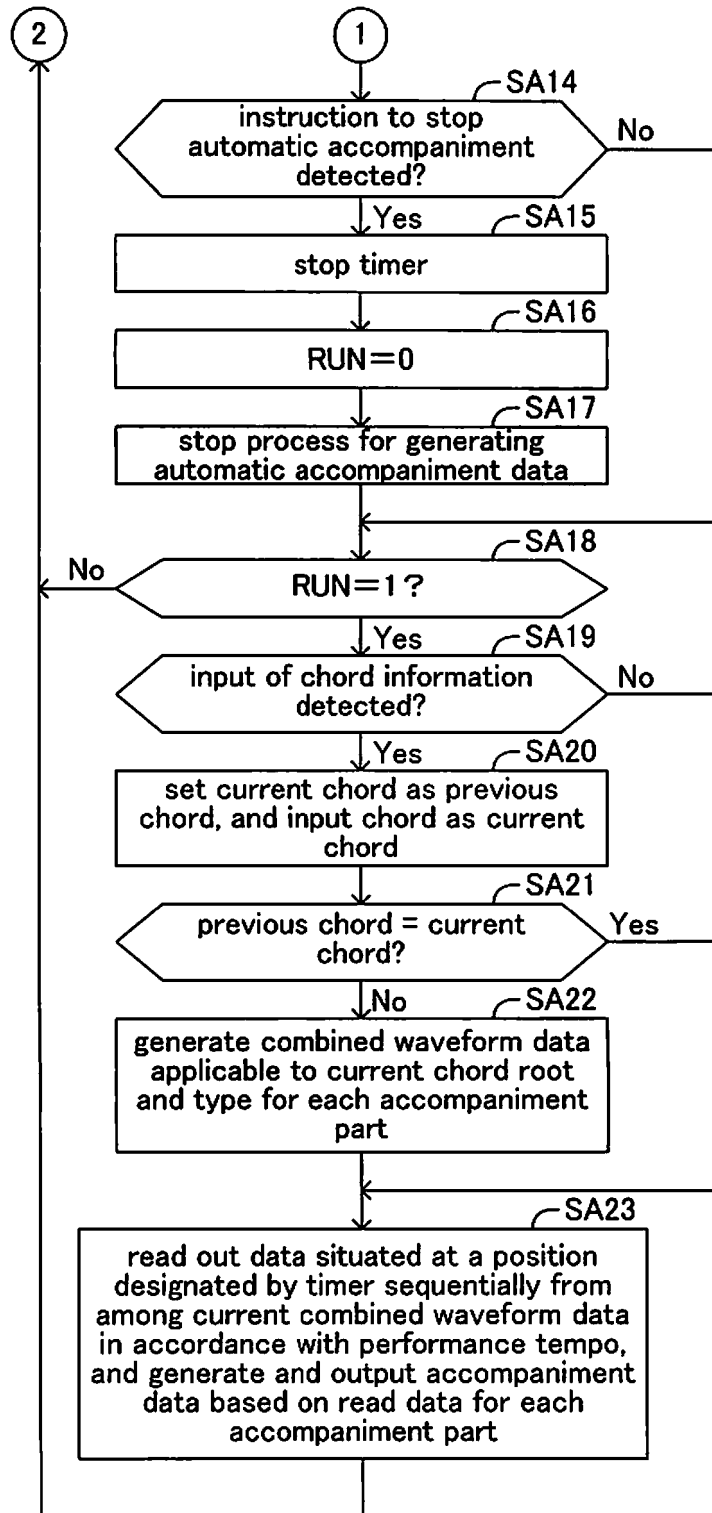 2
1
SA14
instruction to stop
automatic accompaniment
detected?
No
Yes
SA15
stop timer
SA16
RUN=0
SA17
stop process for generating
automatic accompaniment data
SA18
No
RUN=1?
Yes
SA19
input of chord information
detected?
No
Yes
SA20
set current chord as previous
chord, and input chord as current
chord
SA21
previous chord = current
chord?
Yes
No
SA22
generate combined waveform data
applicable to current chord root
and type for each accompaniment
part
SA23
read out data situated at a position
designated by timer sequentially from
among current combined waveform data
in accordance with performance tempo,
and generate and output accompaniment
data based on read data for each
accompaniment part